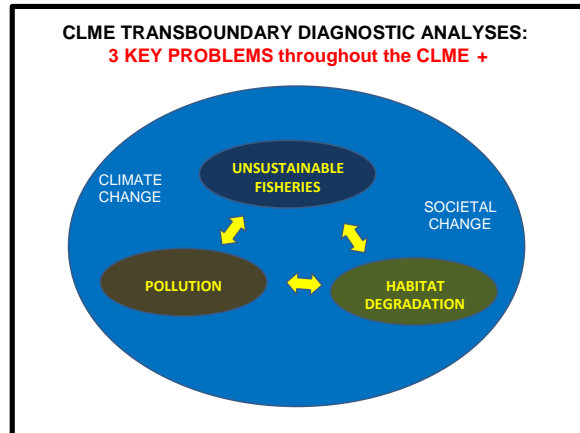 CLME TRANSBOUNDARY DIAGNOSTIC ANALYSES:
3 KEY PROBLEMS throughout the CLME +
UNSUSTAINABLE
FISHERIES
CLIMATE
CHANGE
SOCIETAL
CHANGE
POLLUTION
HABITAT
DEGRADATION